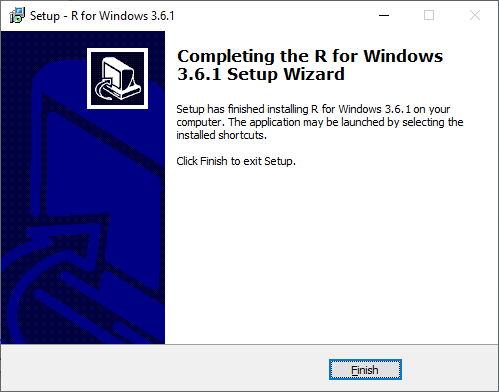 Setup - R for Windows 3.6.1
Completing the R for Windows
3.6.1 Setup Wizard
Setup has finished installing R for Windows 3.6.1 on your
computer. The application may be launched by selecting the
installed shortcuts.
Click Finish to exit Setup.
Finish